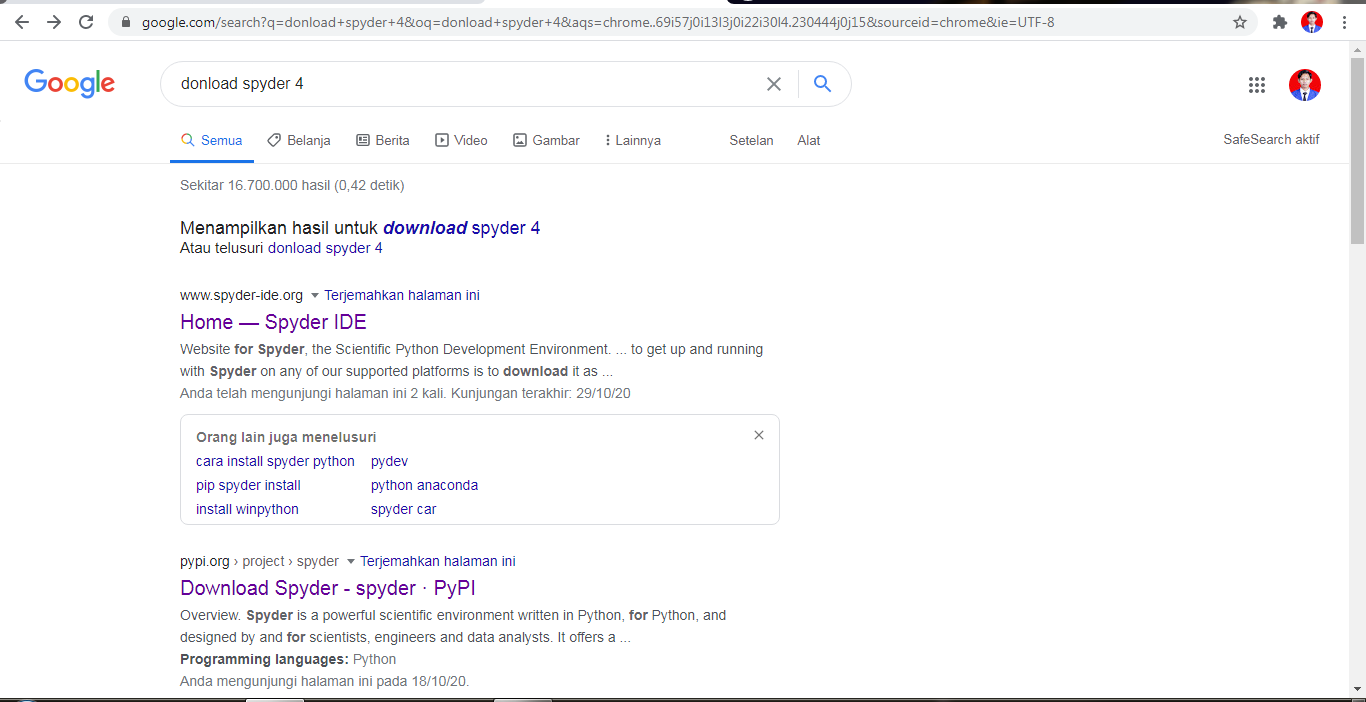 google.com/search?q=donload+spyder+4&oq=donload+spyder+4&aqs=chrome..69i57j0i13l3j0i22i30l4.230444j0j15&sourceid=chrome&ie=UTF-8
Google
donload spyder 4
Semua Belanja Berita Video Gambar Lainnya Setelan Alat SafeSearch aktif
Sekitar 16.700.000 hasil (0,42 detik)
Menampilkan hasil untuk download spyder 4
Atau telusuri donload spyder 4
www.spyder-ide.org Terjemahkan halaman ini
Home — Spyder IDE
Website for Spyder, the Scientific Python Development Environment. ... to get up and running
with Spyder on any of our supported platforms is to download it as ...
Anda telah mengunjungi halaman ini 2 kali. Kunjungan terakhir: 29/10/20
Orang lain juga menelusuri
cara install spyder python pydev
pip spyder install python anaconda
install winpython spyder car
pypi.org › project › spyder Terjemahkan halaman ini
Download Spyder - spyder · PyPI
Overview. Spyder is a powerful scientific environment written in Python, for Python, and
designed by and for scientists, engineers and data analysts. It offers a ...
Programming languages: Python
Anda mengunjungi halaman ini pada 18/10/20.